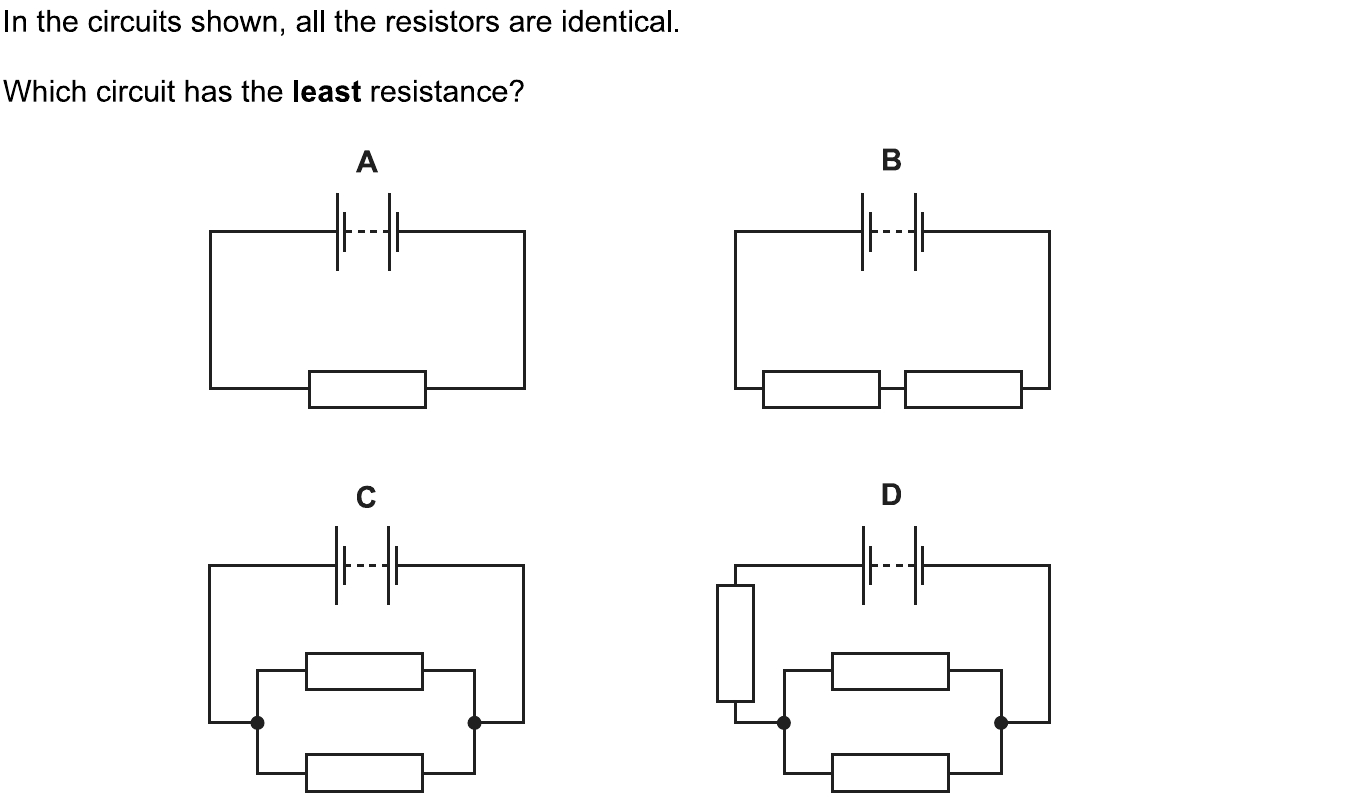 In the circuits shown, all the resistors are identical.
Which circuit has the least resistance?
A
B
C
D